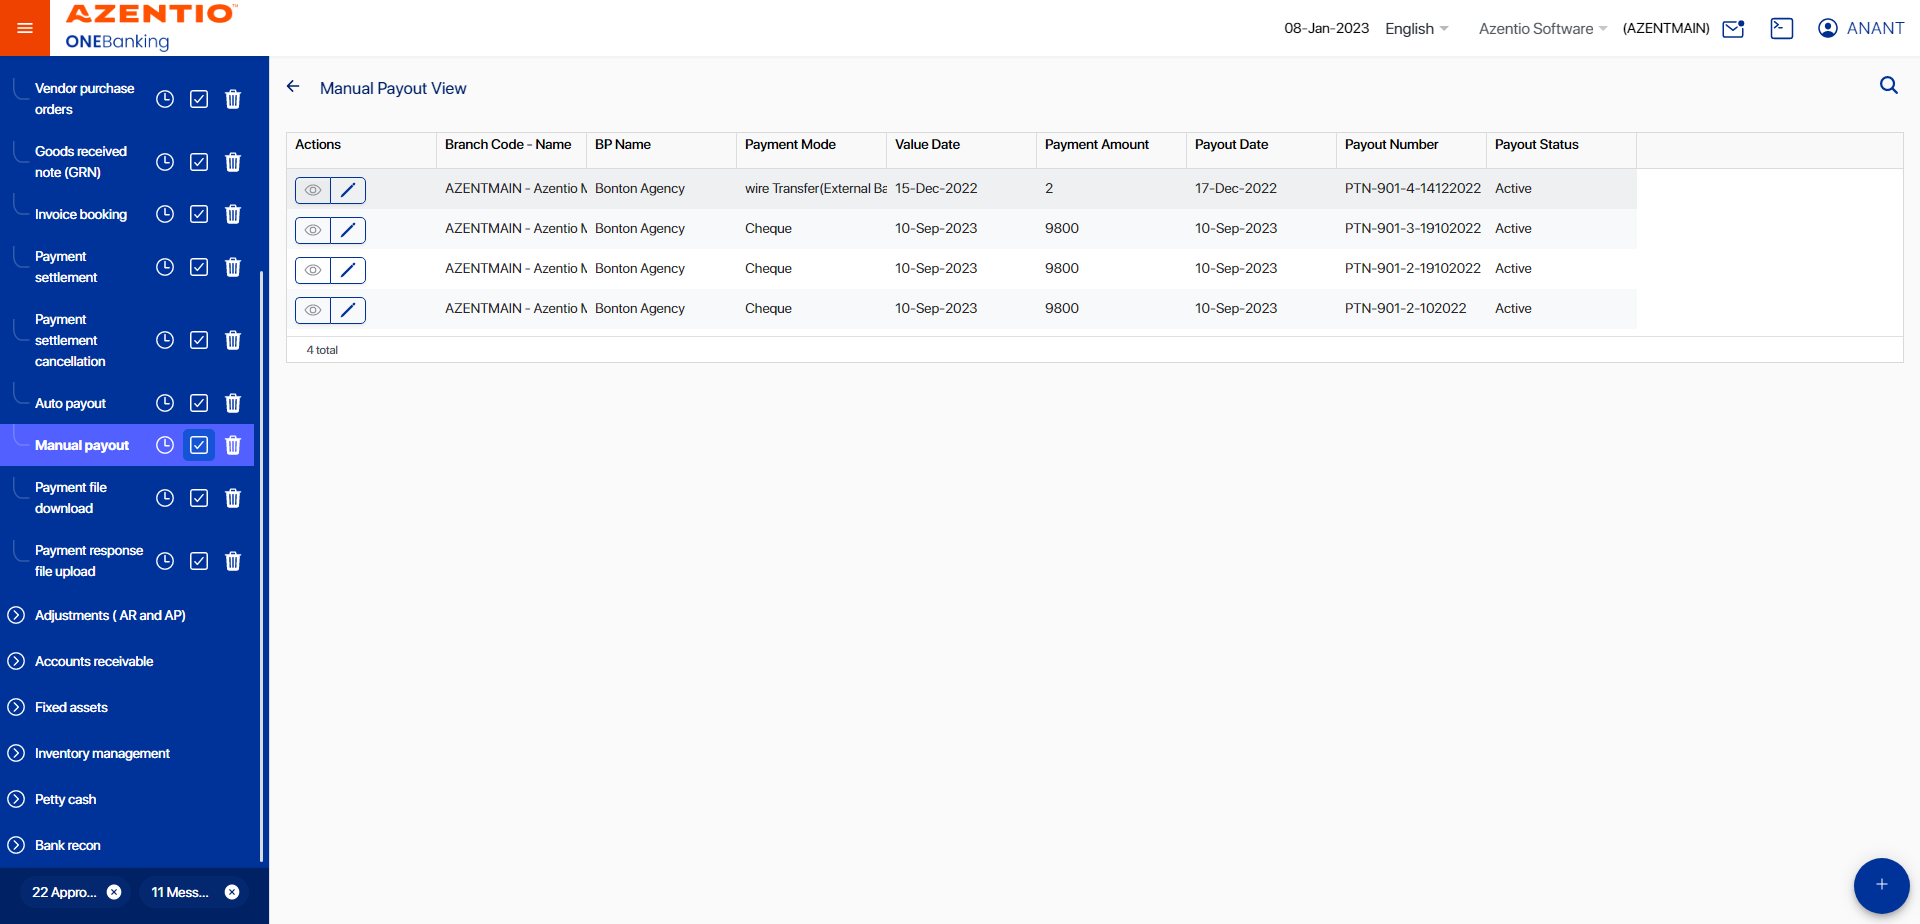 AZENTIO™
ONEBanking
08-Jan-2023 English Azentio Software (AZENTMAIN) ANANT
Vendor purchase
orders
Goods received
note (GRN)
Invoice booking
Payment
settlement
Payment
settlement
cancellation
Auto payout
Manual payout
Payment file
download
Payment response
file upload
Adjustments ( AR and AP)
Accounts receivable
Fixed assets
Inventory management
Petty cash
Bank recon
22 Appro... 11 Mess...
Manual Payout View
Actions Branch Code - Name BP Name Payment Mode Value Date Payment Amount Payout Date Payout Number Payout Status
AZENTMAIN - Azentio M Bonton Agency wire Transfer(External Ba 15-Dec-2022 2 17-Dec-2022 PTN-901-4-14122022 Active
AZENTMAIN - Azentio M Bonton Agency Cheque 10-Sep-2023 9800 10-Sep-2023 PTN-901-3-19102022 Active
AZENTMAIN - Azentio M Bonton Agency Cheque 10-Sep-2023 9800 10-Sep-2023 PTN-901-2-19102022 Active
AZENTMAIN - Azentio M Bonton Agency Cheque 10-Sep-2023 9800 10-Sep-2023 PTN-901-2-102022 Active
4 total